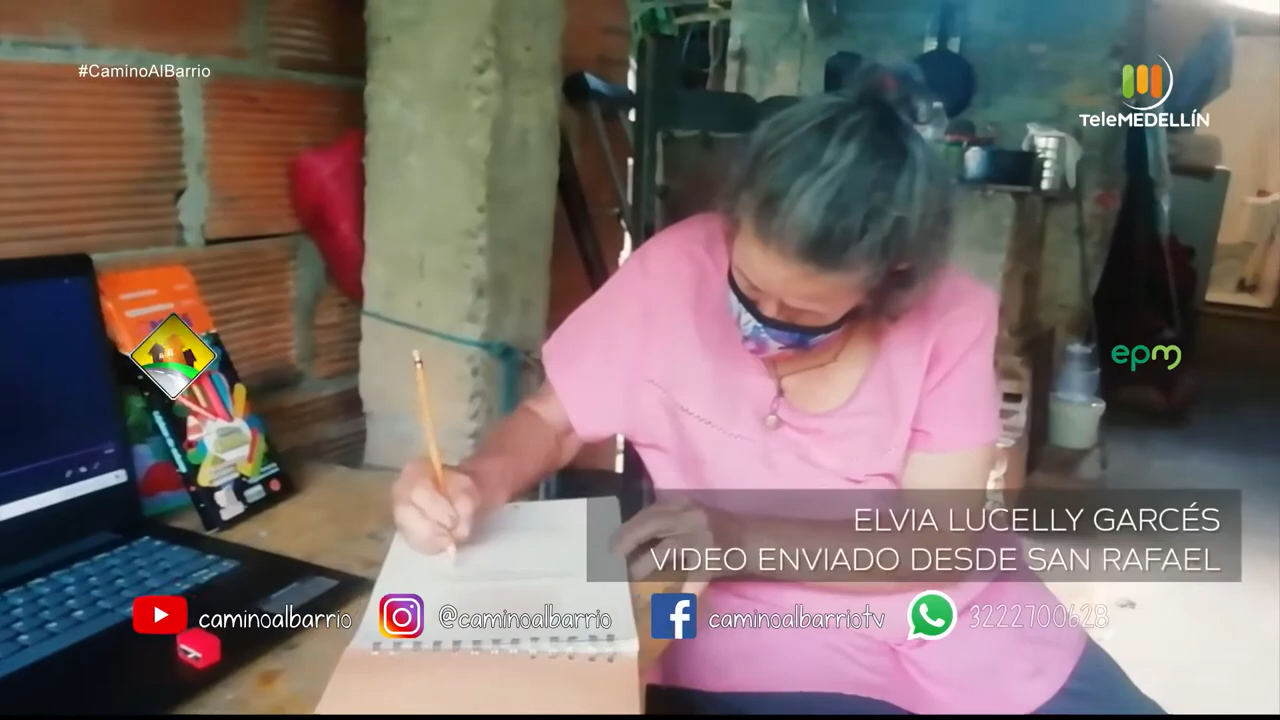 #CaminoAlBarrio
TeleMEDELLÍN
epm
ELVIA LUCELLY GARCÉS
VIDEO ENVIADO DESDE SAN RAFAEL
caminoalbarrio
@caminoalbarrio
caminoalbarriotv
3222700628